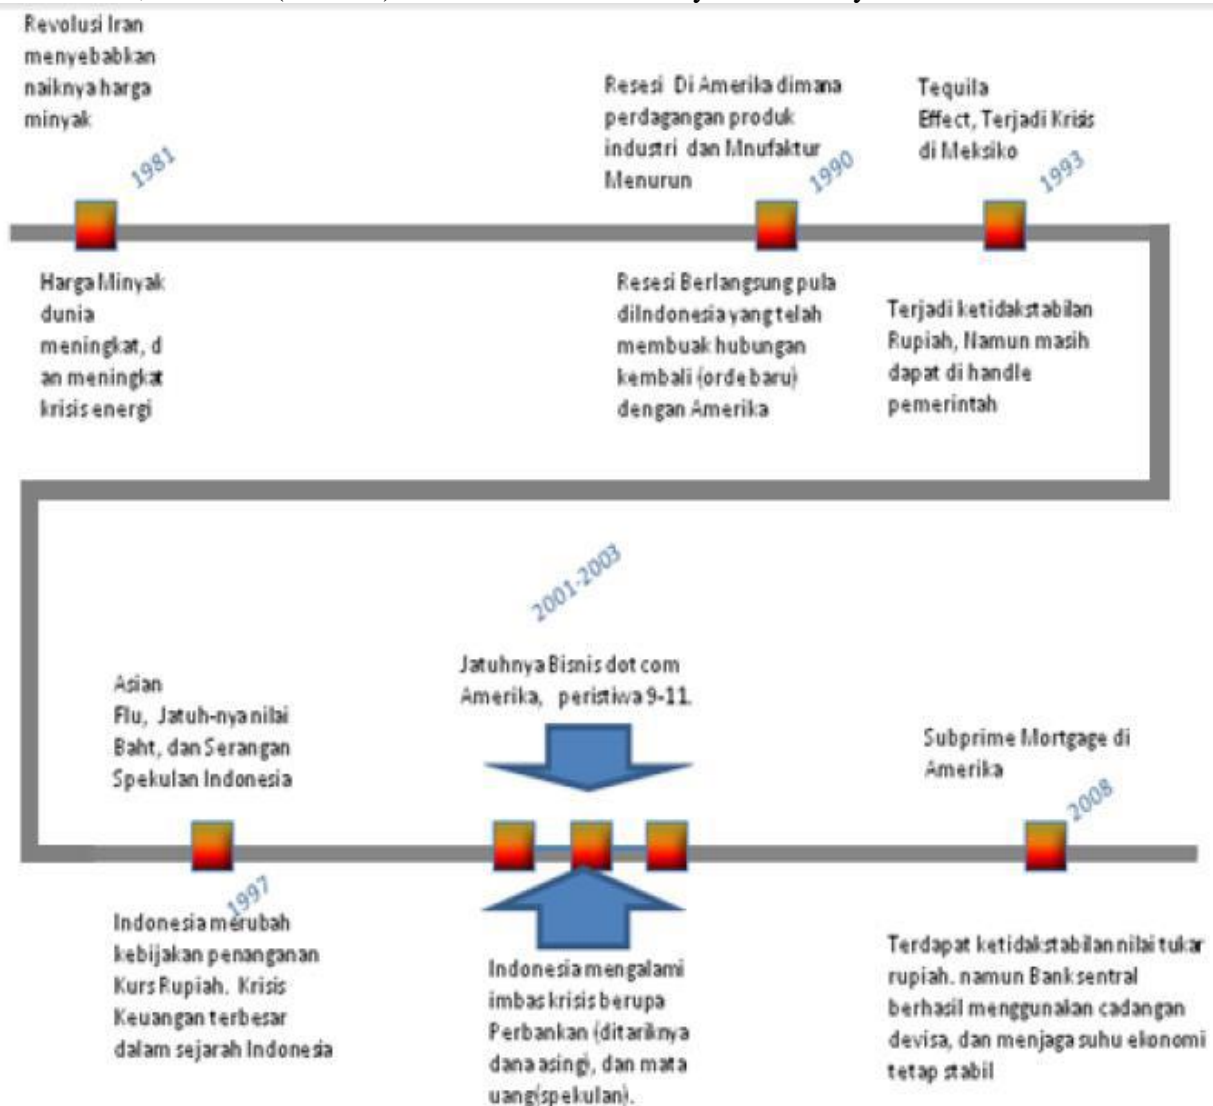 Revolusi Iran
menyebabkan
naiknya harga
minyak
1981
Harga Minyak
dunia
meningkat, d
an meningkat
krisis energi
Resesi Di Amerika dimana
perdagangan produk
industri dan Mnufaktur
Menurun
1990
Resesi Berlangsung pula
diIndonesia yang telah
membuak hubungan
kembali (orde baru)
dengan Amerika
Tequila
Effect, Terjadi Krisis
di Meksiko
1993
Terjadi ketidakstabilan
Rupiah, Namun masih
dapat di handle
pemerintah
Asian
Flu, Jatuh-nya nilai
Baht, dan Serangan
Spekulan Indonesia
1997
Indonesia merubah
kebijakan penanganan
Kurs Rupiah. Krisis
Keuangan terbesar
dalam sejarah Indonesia
2001-2003
Jatuhnya Bisnis dot com
Amerika, peristiwa 9-11.
Indonesia mengalami
imbas krisis berupa
Perbankan (ditariknya
dana asing), dan mata
uang(spekulan).
Subprime Mortgage di
Amerika
2008
Terdapat ketidakstabilan nilai tukar
rupiah. namun Bank sentral
berhasil menggunakan cadangan
devisa, dan menjaga suhu ekonomi
tetap stabil